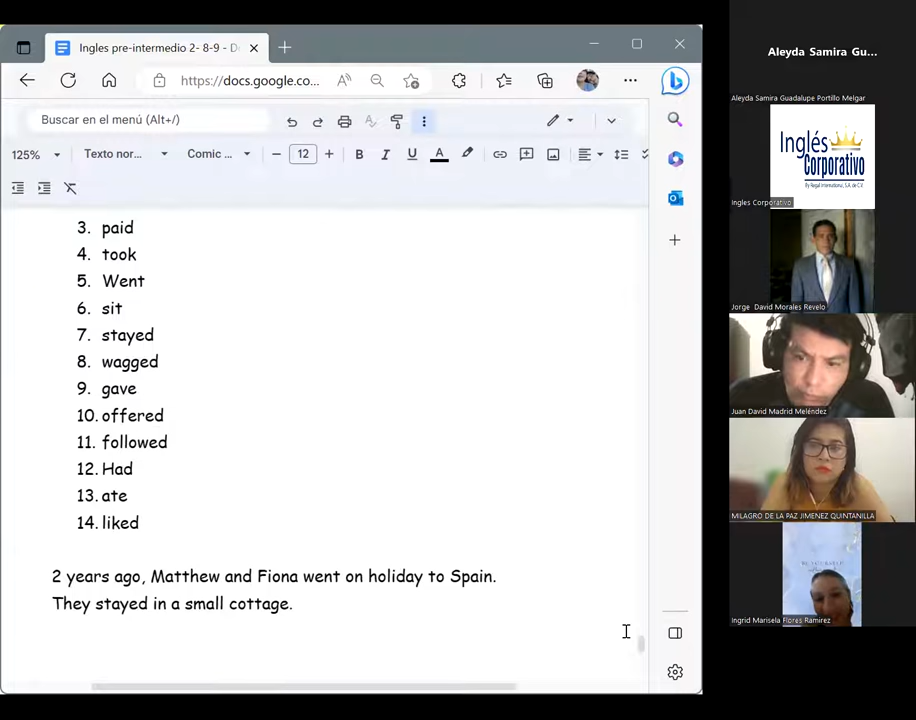 Ingles pre-intermedio 2- 8-9 - D
https://docs.google.co...
Buscar en el menú (Alt+/)
125%
Texto nor...
Comic ...
12
3. paid
4. took
5. Went
6. sit
7. stayed
8. wagged
9. gave
10. offered
11. followed
12. Had
13. ate
14. liked
2 years ago, Matthew and Fiona went on holiday to Spain.
They stayed in a small cottage.
Aleyda Samira Gu...
Aleyda Samira Guadalupe Portillo Melgar
Inglés
Corporativo
By Regal International, S.A. de C.V
Ingles Corporativo
Jorge David Morales Revelo
Juan David Madrid Meléndez
MILAGRO DE LA PAZ JIMENEZ QUINTANILLA
Ingrid Marisela Flores Ramirez